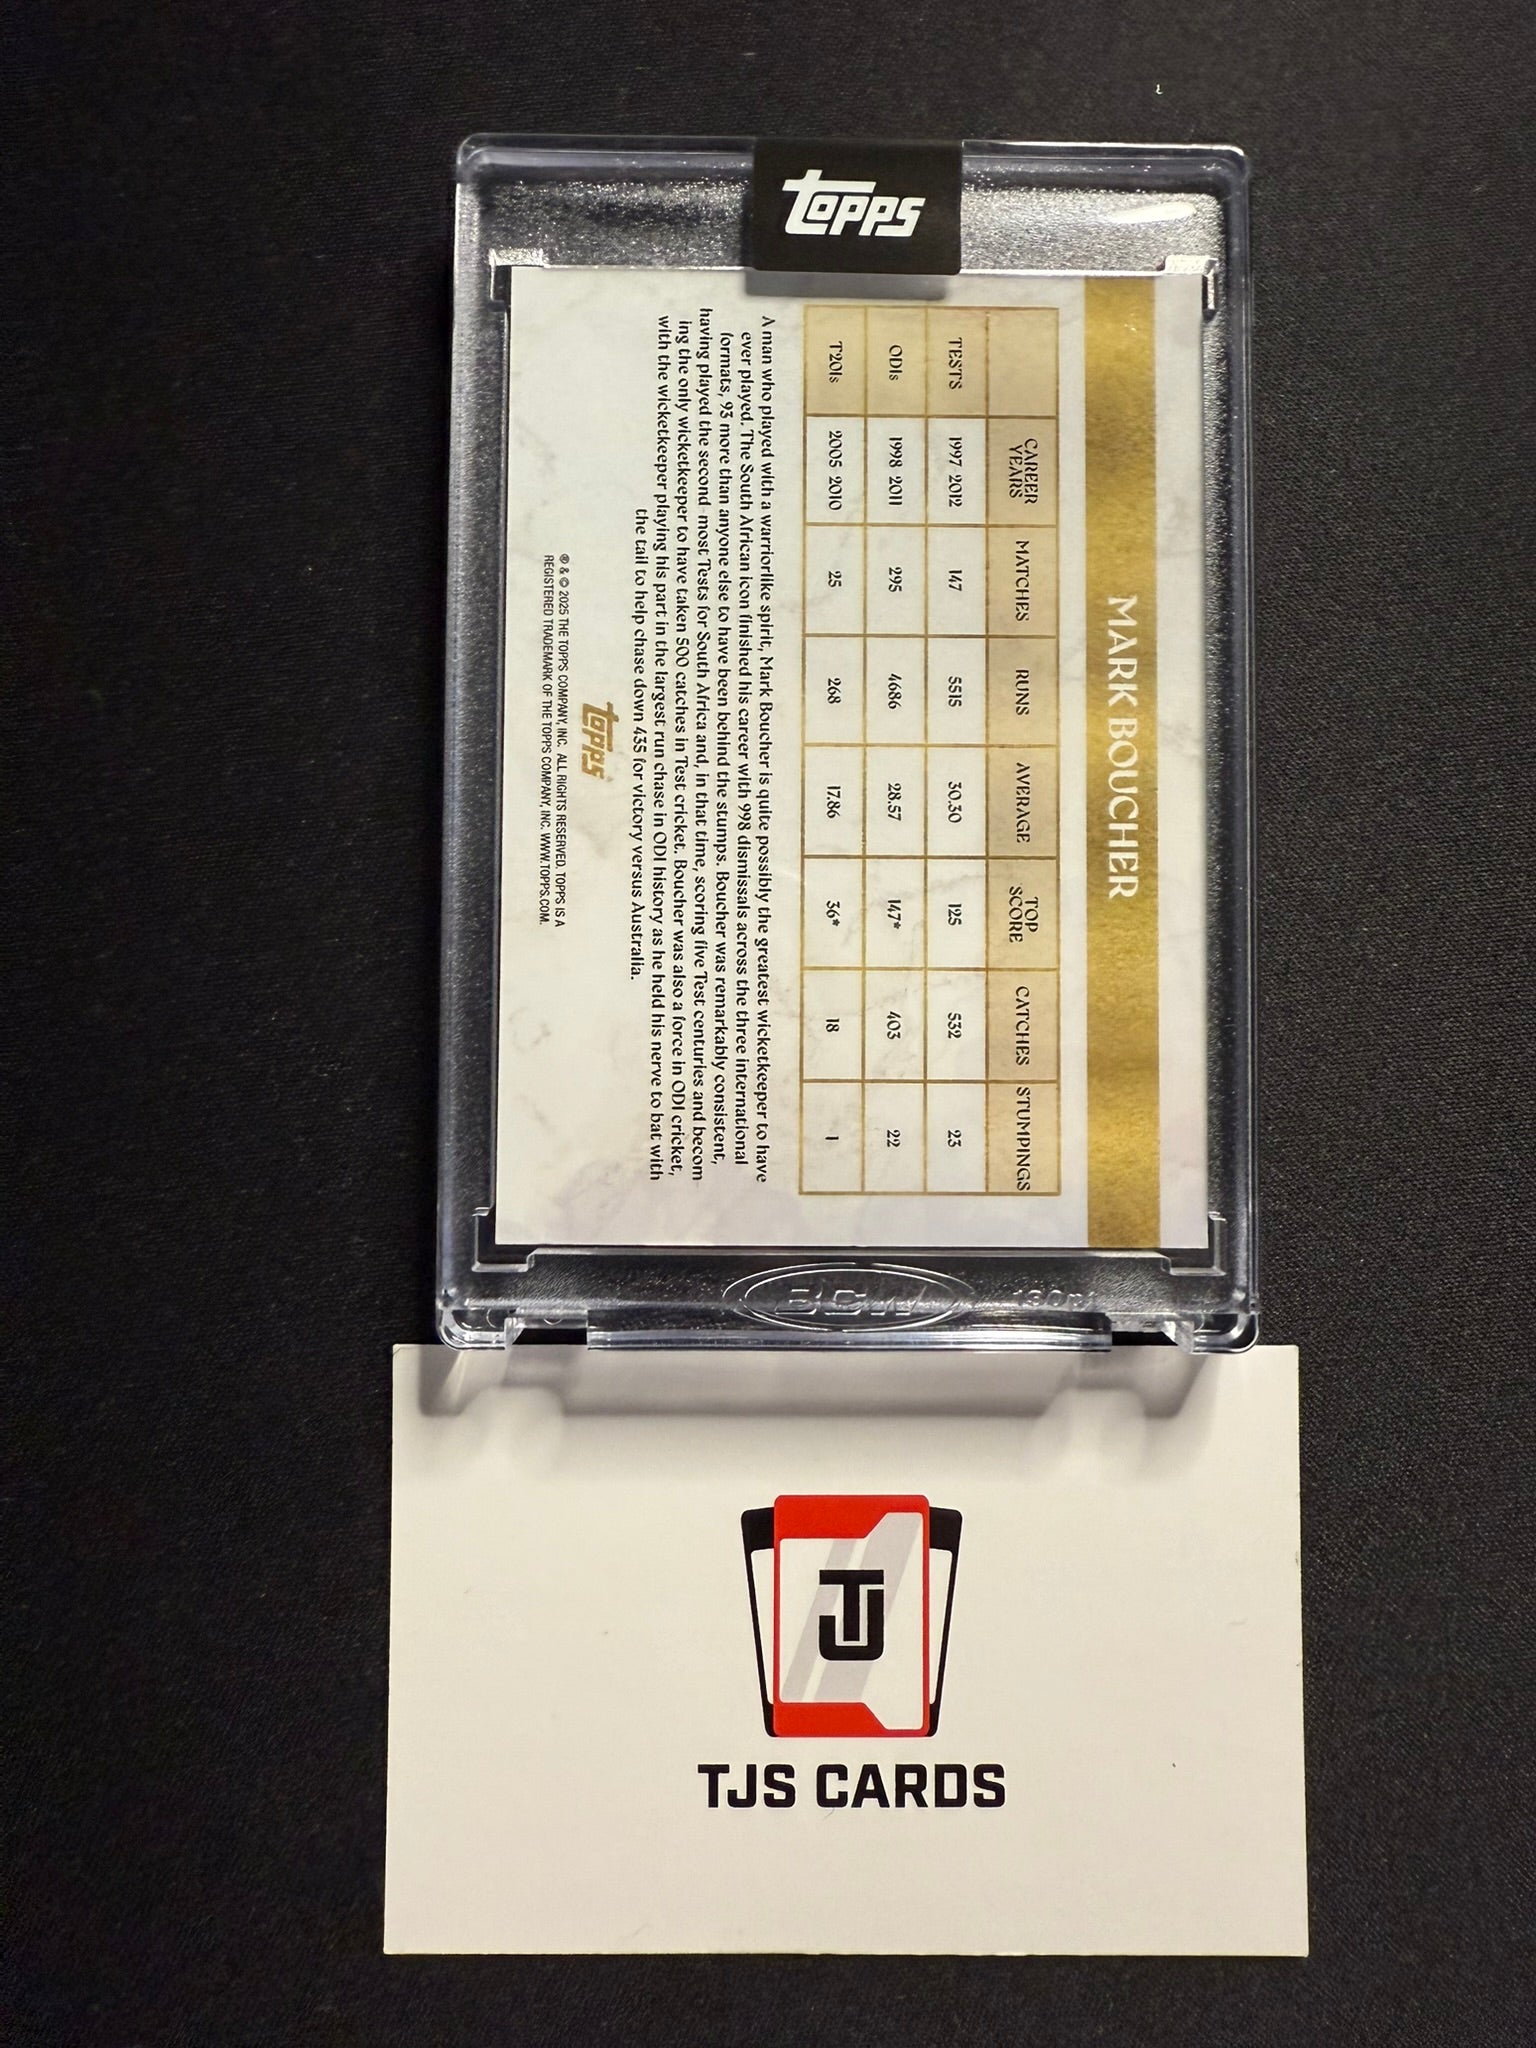 topps
MARK BOUCHER
CAREER YEARS MATCHES RUNS AVERAGE TOP SCORE CATCHES STUMPINGS
TESTS 1997 2012 147 5515 30.30 125 532 23
ODIs 1998 2011 295 4686 28.57 147* 403 22
T20Is 2005 2010 25 268 17.86 36* 18 1
A man who played with a warriorlike spirit, Mark Boucher is quite possibly the greatest wicketkeeper to have
ever played. The South African icon finished his career with 998 dismissals across the three international
formats, 93 more than anyone else to have been behind the stumps. Boucher was remarkably consistent,
having played the second most Tests for South Africa and, in that time, scoring five Test centuries and becom
ing the only wicketkeeper to have taken 500 catches in Test cricket. Boucher was also a force in ODI cricket,
with the wicketkeeper playing his part in the largest run chase in ODI history as he held his nerve to bat with
the tail to help chase down 435 for victory versus Australia.
topps
® & © 2025 THE TOPPS COMPANY, INC. ALL RIGHTS RESERVED. TOPPS IS A
REGISTERED TRADEMARK OF THE TOPPS COMPANY, INC. WWW.TOPPS.COM.
BCW 130pt
TJ
TJS CARDS